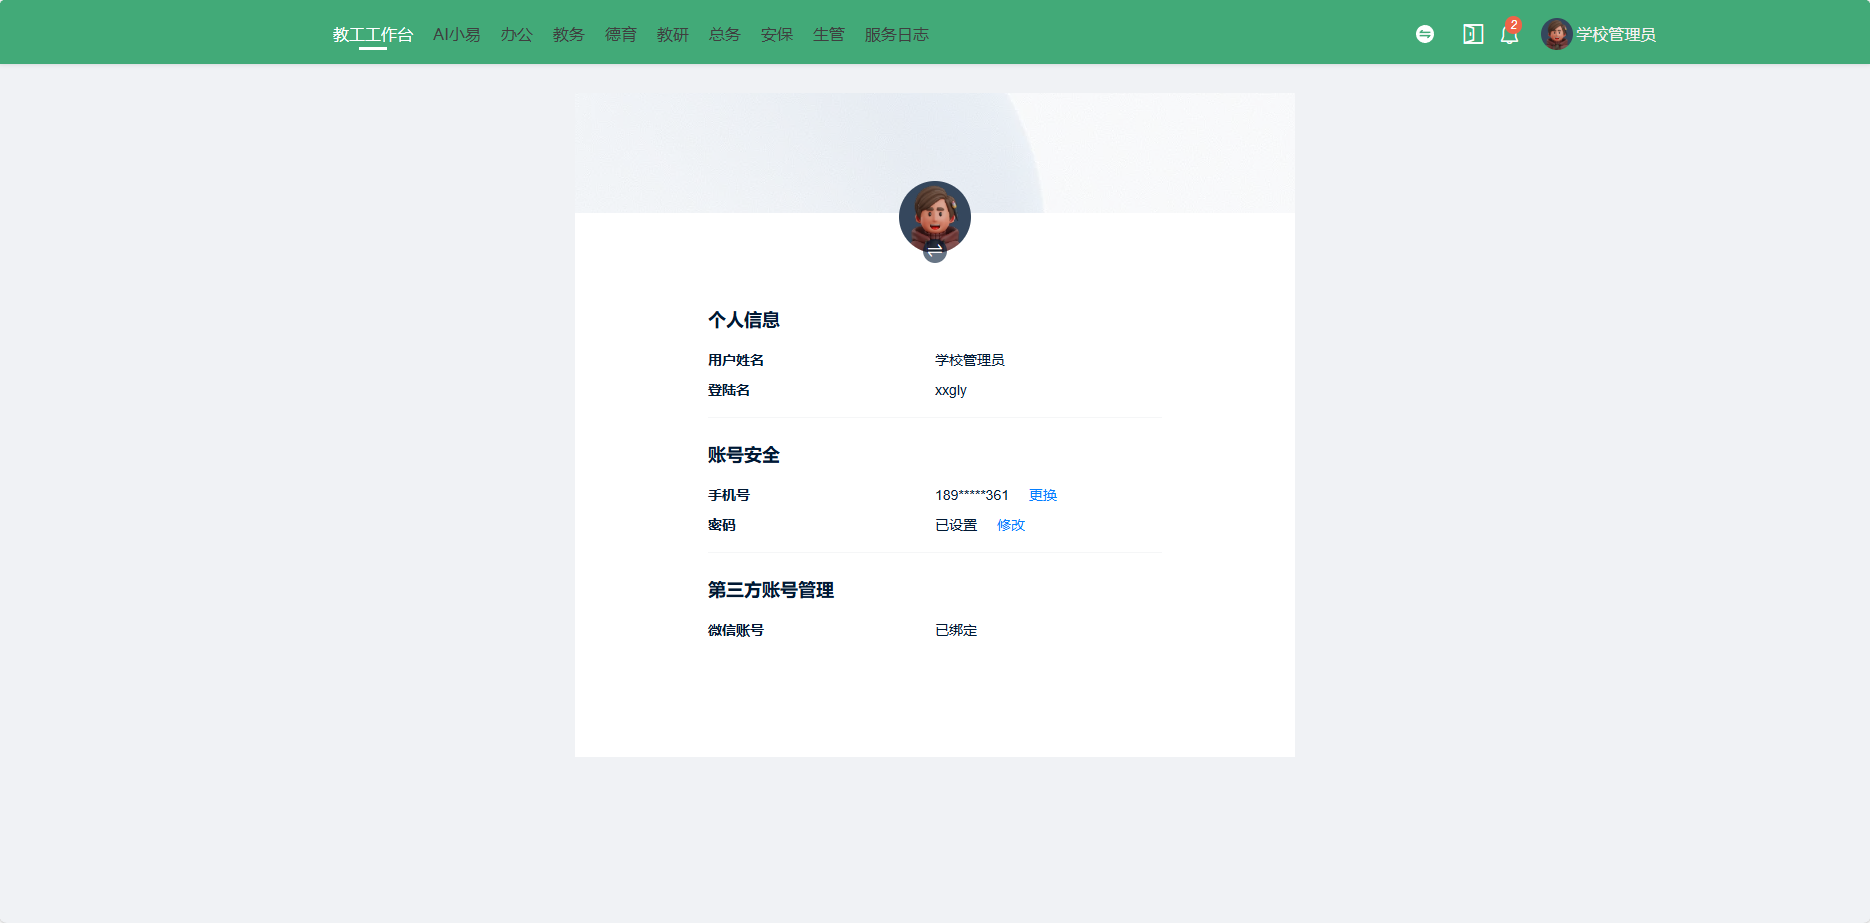 教工工作台 AI小易 办公 教务 德育 教研 总务 安保 生管 服务日志 2 学校管理员
个人信息
用户姓名 学校管理员
登陆名 xxgly
账号安全
手机号 189*****361 更换
密码 已设置 修改
第三方账号管理
微信账号 已绑定